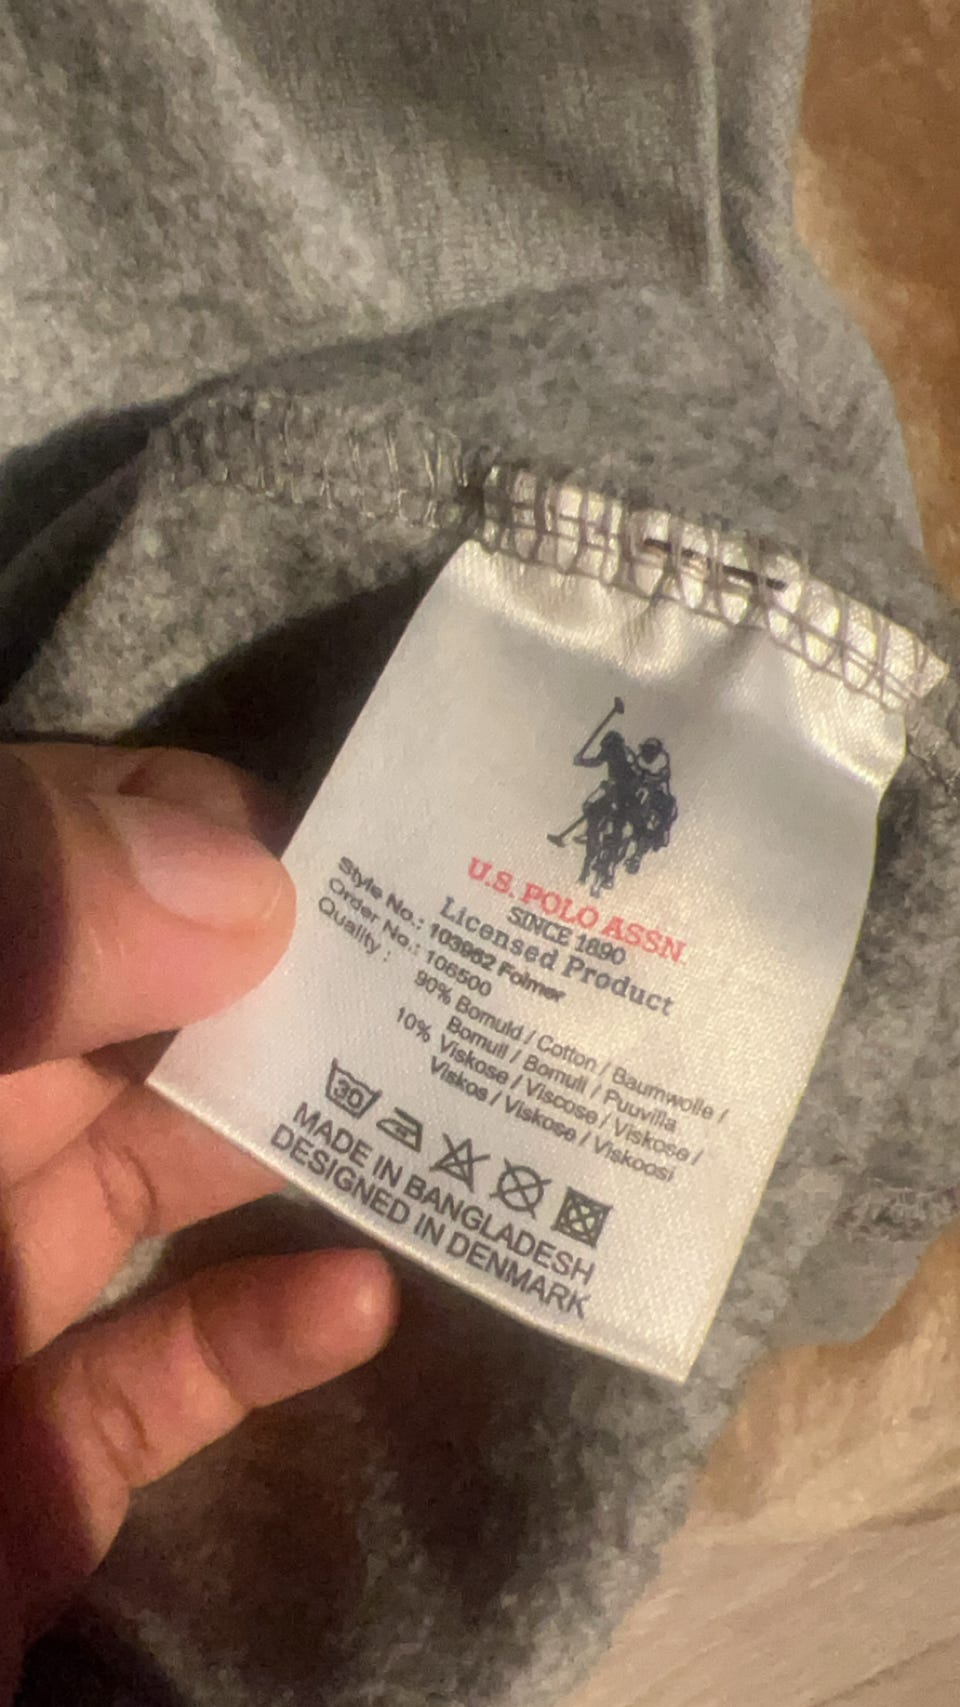 U.S. POLO ASSN.
SINCE 1890
Licensed Product
Style No.: 103962 Folmer
Order No.: 106500
Quality :
90% Bomuld / Cotton / Baumwolle /
Bomull / Bomull / Puuvilla
10% Viskose / Viscose / Viskose /
Viskos / Viskose / Viskoosi
30
MADE IN BANGLADESH
DESIGNED IN DENMARK